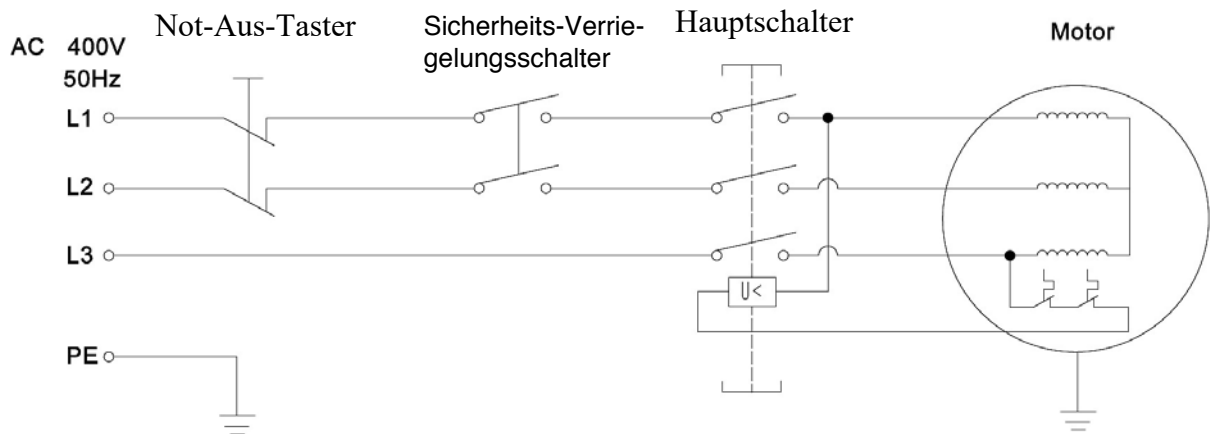 AC 400V
50Hz
Not-Aus-Taster
Sicherheits-Verrie-
gelungsschalter
Hauptschalter
Motor
L1
L2
L3
U<
PE